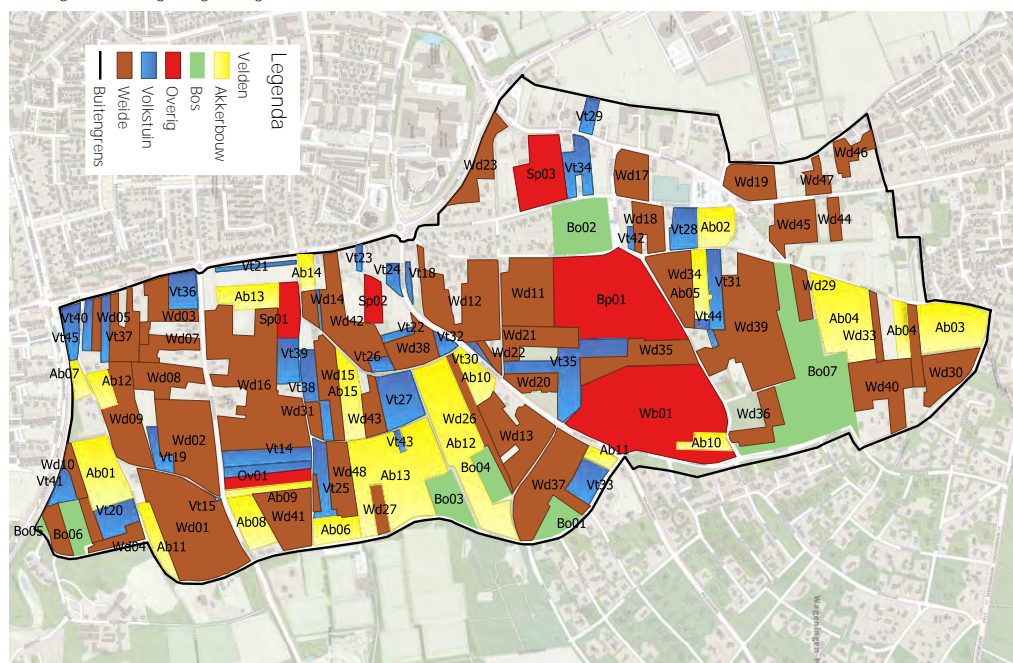 Legenda
Velden
Akkerbouw
Bos
Overig
Volkstuin
Weide
Buitengrens
Vt29
Wd46
Wd23
Sp03
Vt34
Wd17
Wd19
Wd47
Bo02
Wd18
Vt42
Vt28
Ab02
Wd45
Wd44
Vt21
Ab14
Vt23
Vt24
Vt18
Wd34
Vt31
Wd29
Vt36
Ab13
Wd14
Sp02
Wd12
Wd11
Bp01
Ab05
Vt40
Wd05
Wd03
Sp01
Wd42
Vt44
Ab04
Ab04
Ab03
Vt45
Vt37
Wd07
Vt22
Vt32
Wd21
Wd39
Wd33
Vt39
Vt26
Wd38
Vt30
Wd22
Vt35
Wd35
Ab07
Ab12
Wd08
Wd16
Vt38
Wd15
Ab15
Ab10
Wd20
Bo07
Wd40
Wd30
Wd09
Wd31
Wd43
Vt27
Wd26
Wb01
Wd36
Wd02
Vt19
Vt14
Vt43
Ab12
Wd13
Ab11
Ab10
Wd10
Ab01
Ov01
Wd48
Ab13
Bo04
Vt41
Vt25
Wd37
Vt33
Vt20
Vt15
Ab09
Bo03
Bo05
Bo06
Wd01
Ab08
Wd41
Ab06
Wd27
Bo01
Wd04
Ab11